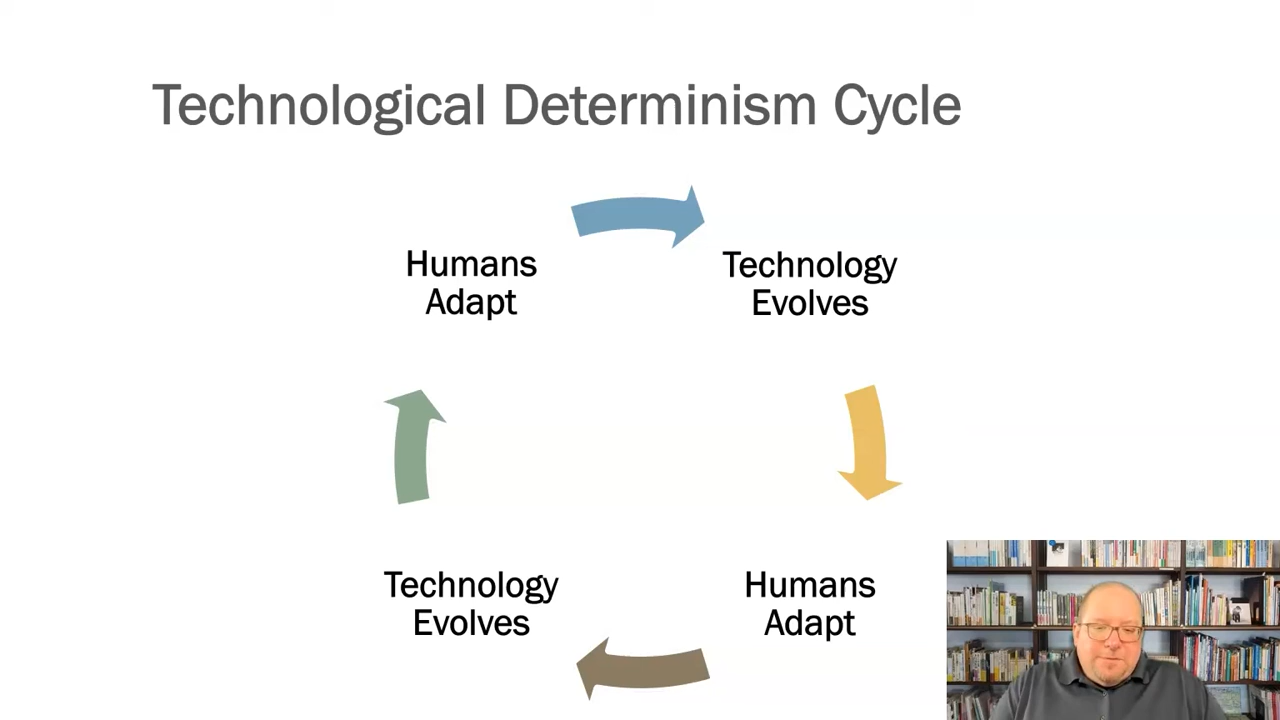 Technological Determinism Cycle
Humans
Adapt
Technology
Evolves
Technology
Evolves
Humans
Adapt